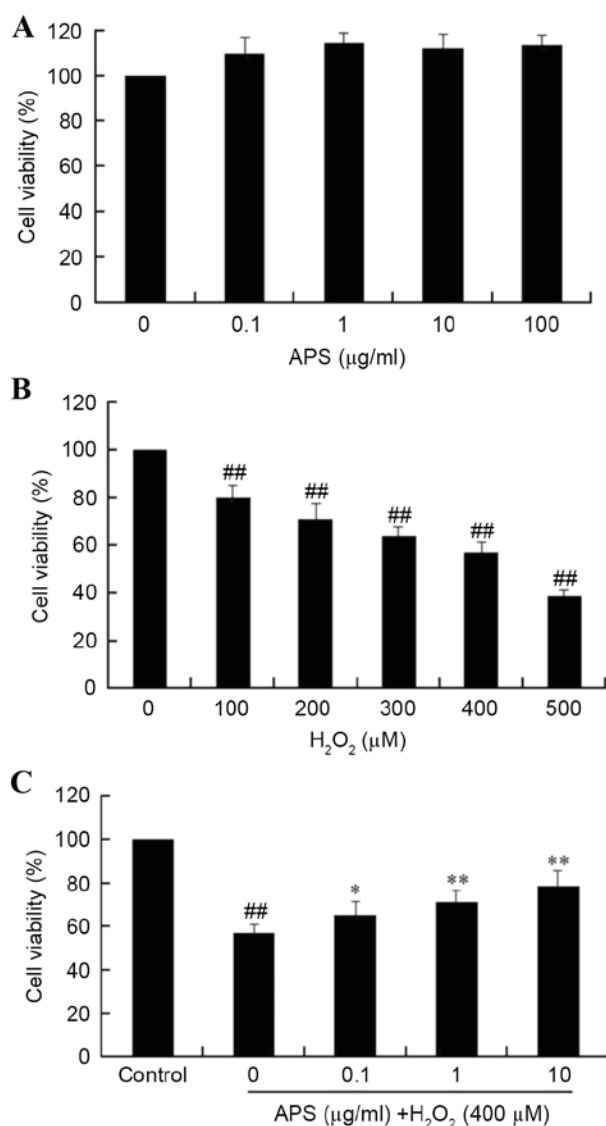 A
120
100
80
60
40
20
0
Cell viability (%)
0 0.1 1 10 100
APS (μg/ml)
B
120
100
80
60
40
20
0
Cell viability (%)
## ## ## ## ##
0 100 200 300 400 500
H₂O₂ (μM)
C
120
100
80
60
40
20
0
Cell viability (%)
## * ** **
Control 0 0.1 1 10
APS (μg/ml) +H₂O₂ (400 μM)